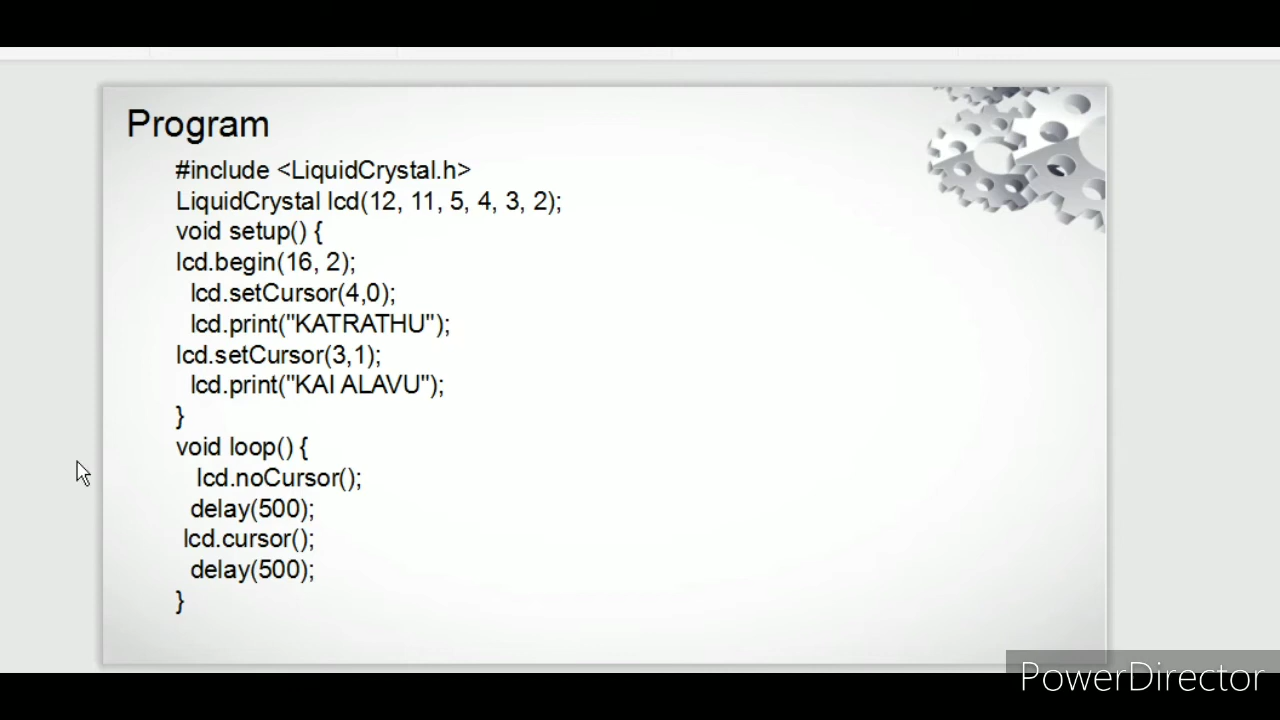 Program
#include <LiquidCrystal.h>
LiquidCrystal lcd(12, 11, 5, 4, 3, 2);
void setup() {
lcd.begin(16, 2);
lcd.setCursor(4,0);
lcd.print("KATRATHU");
lcd.setCursor(3,1);
lcd.print("KAI ALAVU");
}
void loop() {
lcd.noCursor();
delay(500);
lcd.cursor();
delay(500);
}
PowerDirector